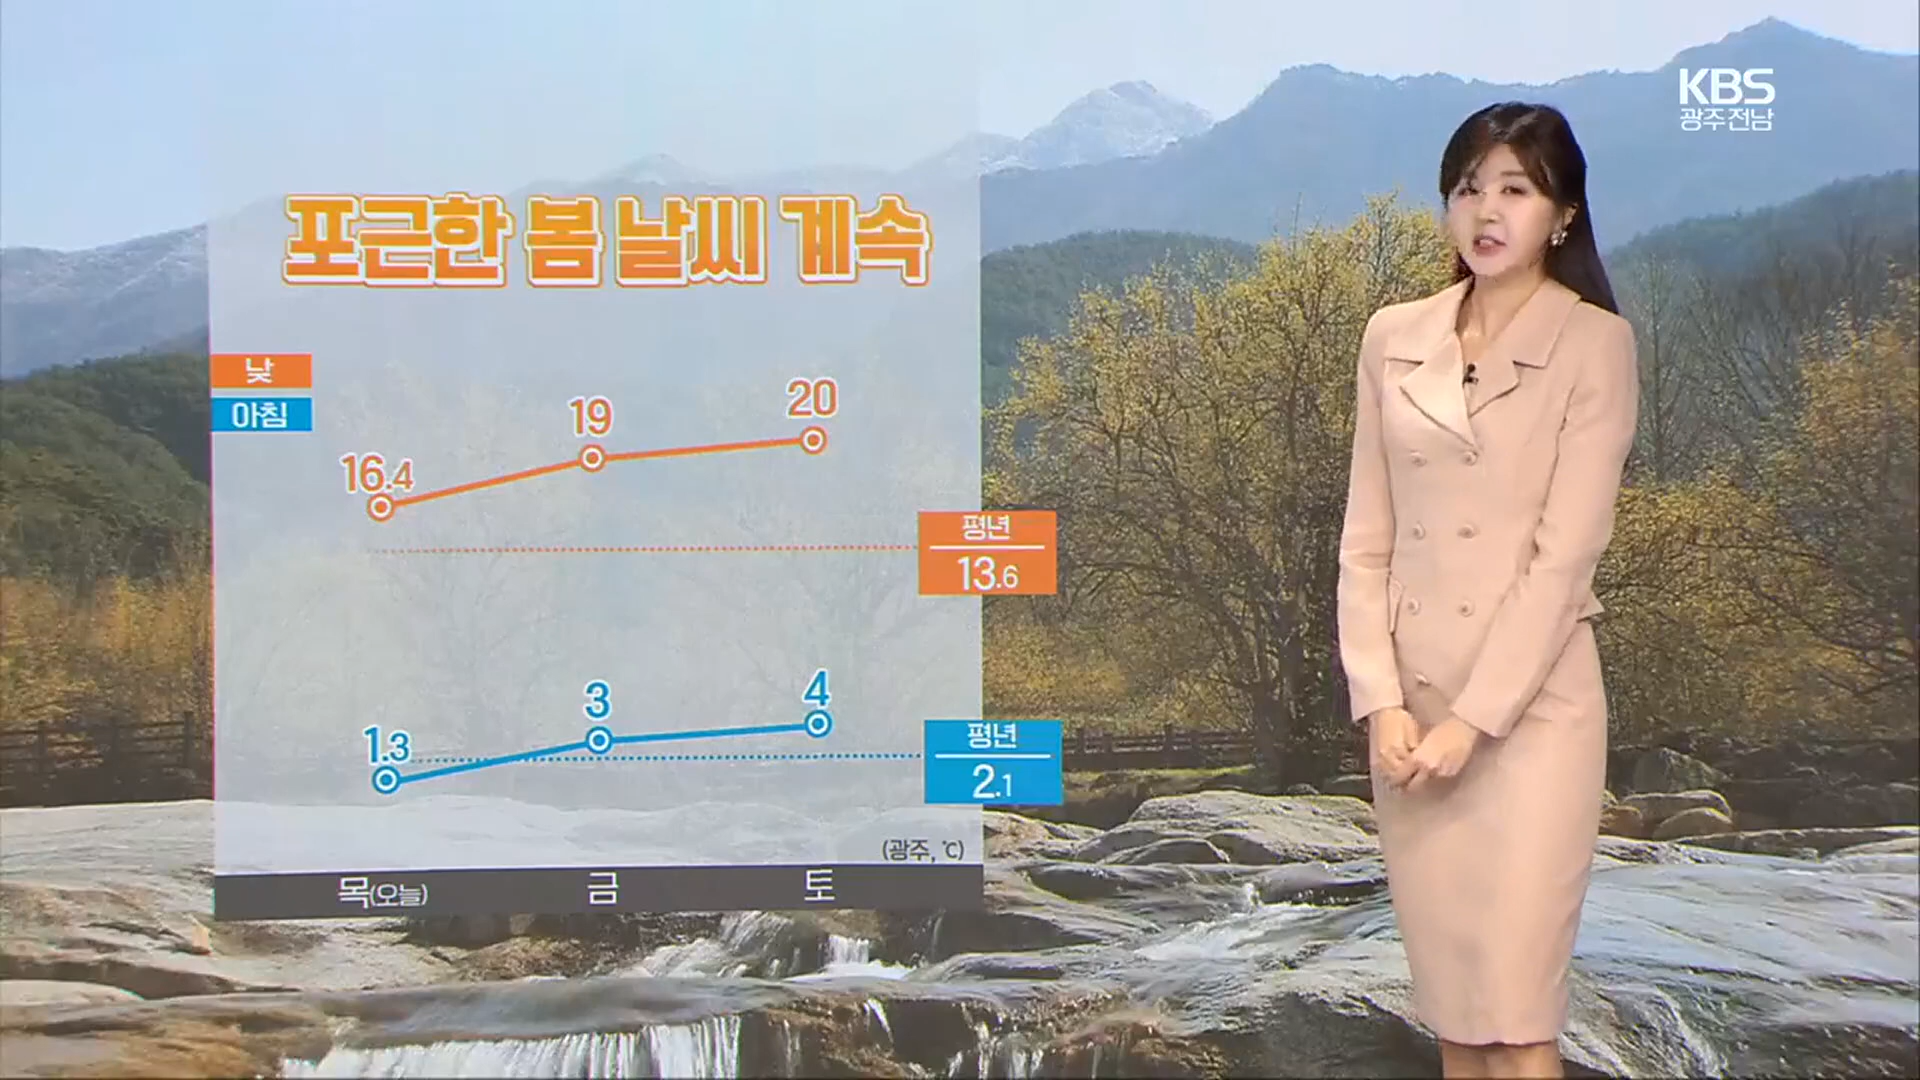 KBS
광주전남
포근한 봄 날씨 계속
낮
아침
16.4
19
20
평년
13.6
1.3
3
4
평년
2.1
(광주, ℃)
목(오늘)
금
토